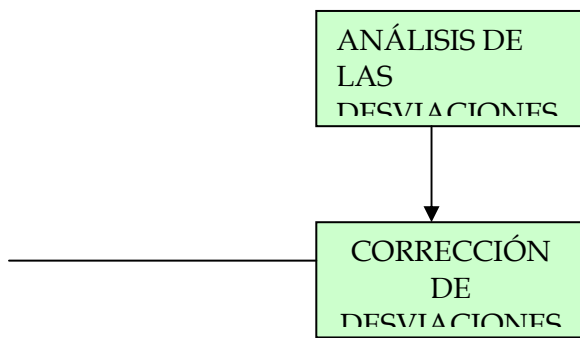 ANÁLISIS DE
LAS
DESVIACIONES
CORRECCIÓN
DE
DESVIACIONES